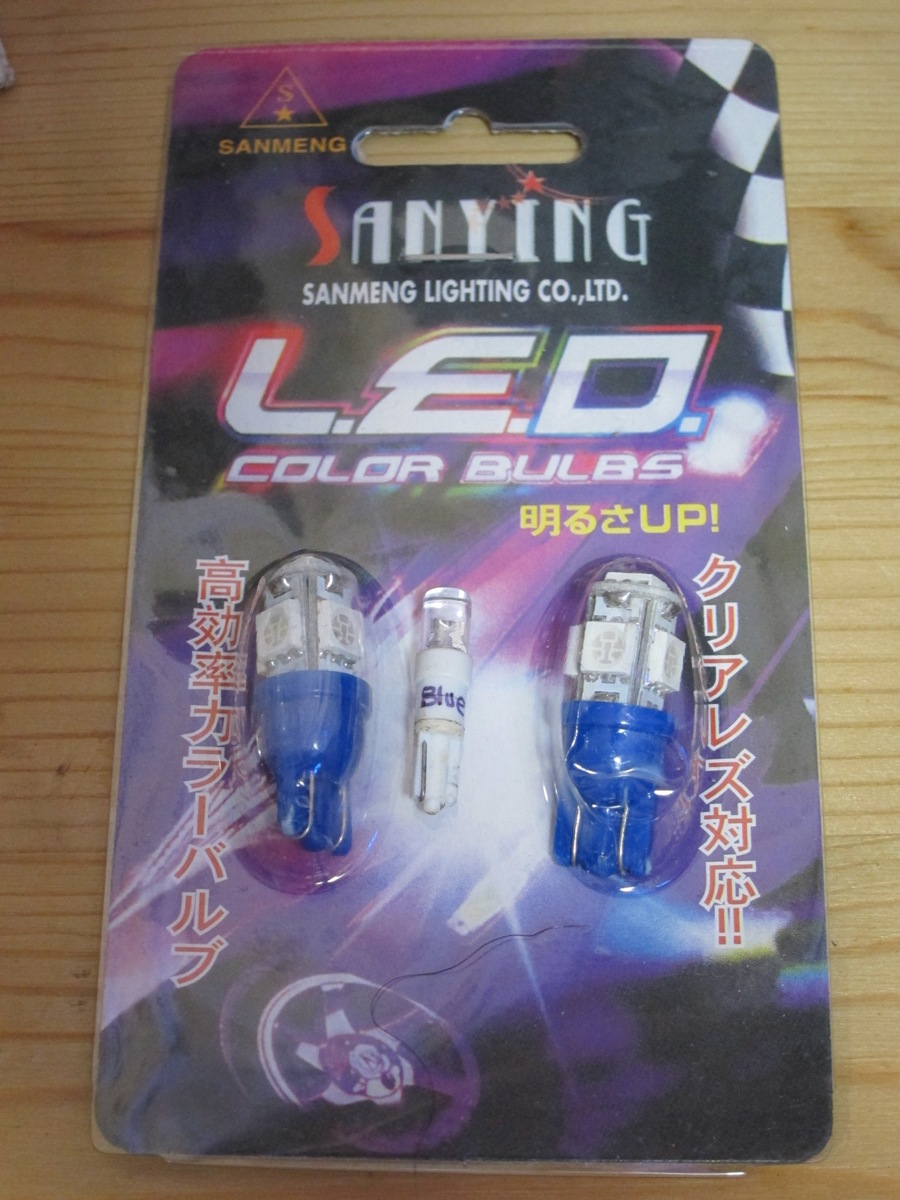 S
SANMENG
SANYING
SANMENG LIGHTING CO.,LTD.
L.E.D.
COLOR BULBS
明るさUP!
クリアレズ対応!!
高効率カラーバルブ
Blue